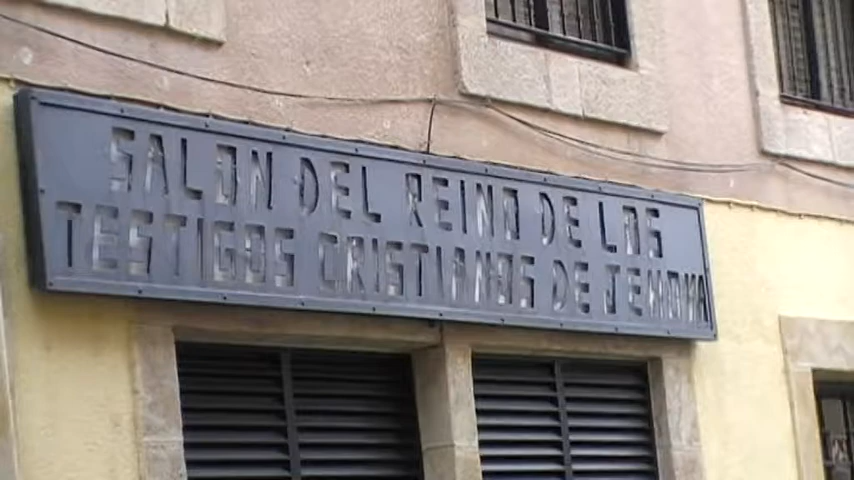 SALON DEL REINO DE LOS
TESTIGOS CRISTIANOS DE JEHOVA